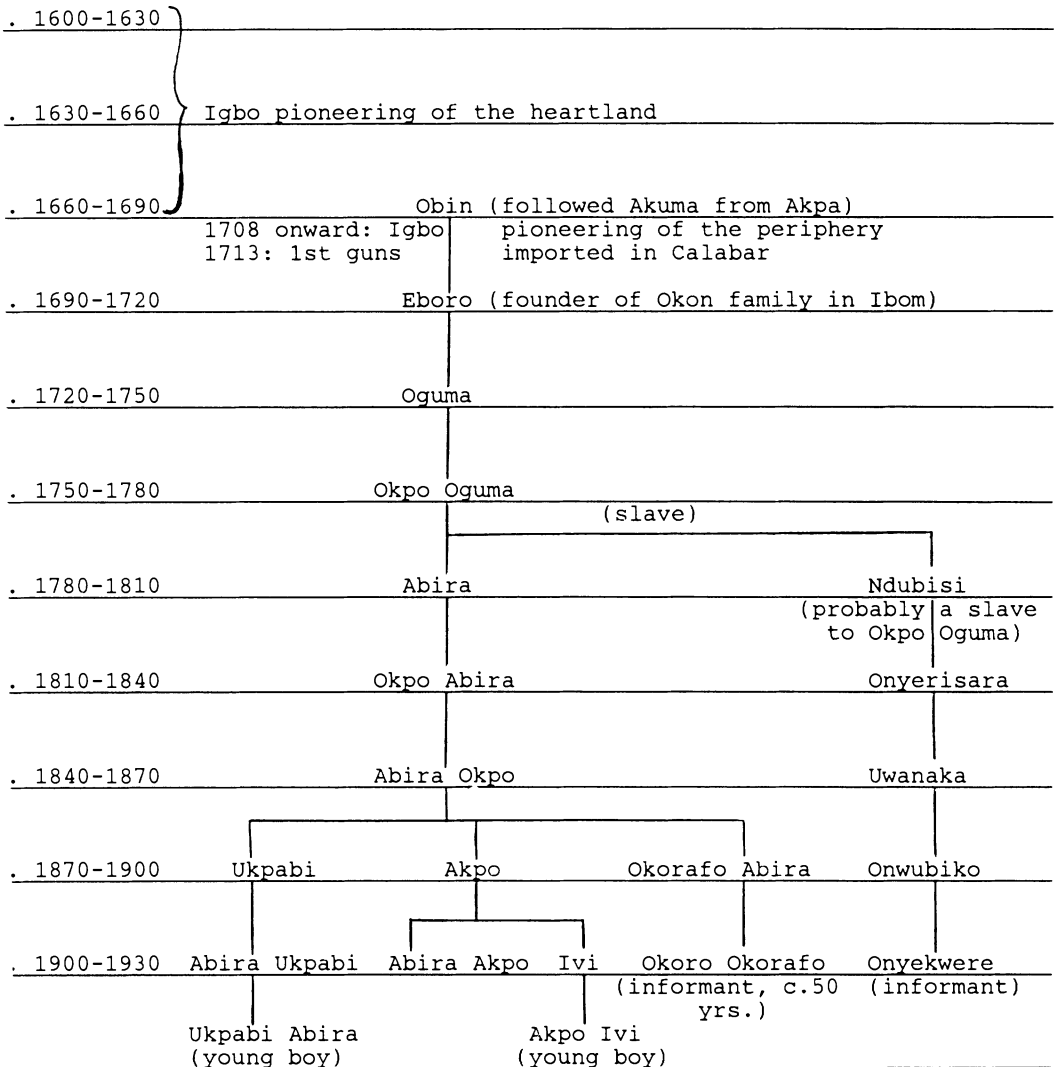 . 1600-1630
. 1630-1660 Igbo pioneering of the heartland
. 1660-1690 Obin (followed Akuma from Akpa)
1708 onward: Igbo pioneering of the periphery
1713: 1st guns imported in Calabar
. 1690-1720 Eboro (founder of Okon family in Ibom)
. 1720-1750 Oguma
. 1750-1780 Okpo Oguma
(slave)
. 1780-1810 Abira Ndubisi
(probably a slave
to Okpo Oguma)
. 1810-1840 Okpo Abira Onyerisara
. 1840-1870 Abira Okpo Uwanaka
. 1870-1900 Ukpabi Akpo Okorafo Abira Onwubiko
. 1900-1930 Abira Ukpabi Abira Akpo Ivi Okoro Okorafo Onyekwere
(informant, c.50 (informant)
yrs.)
Ukpabi Abira Akpo Ivi
(young boy) (young boy)